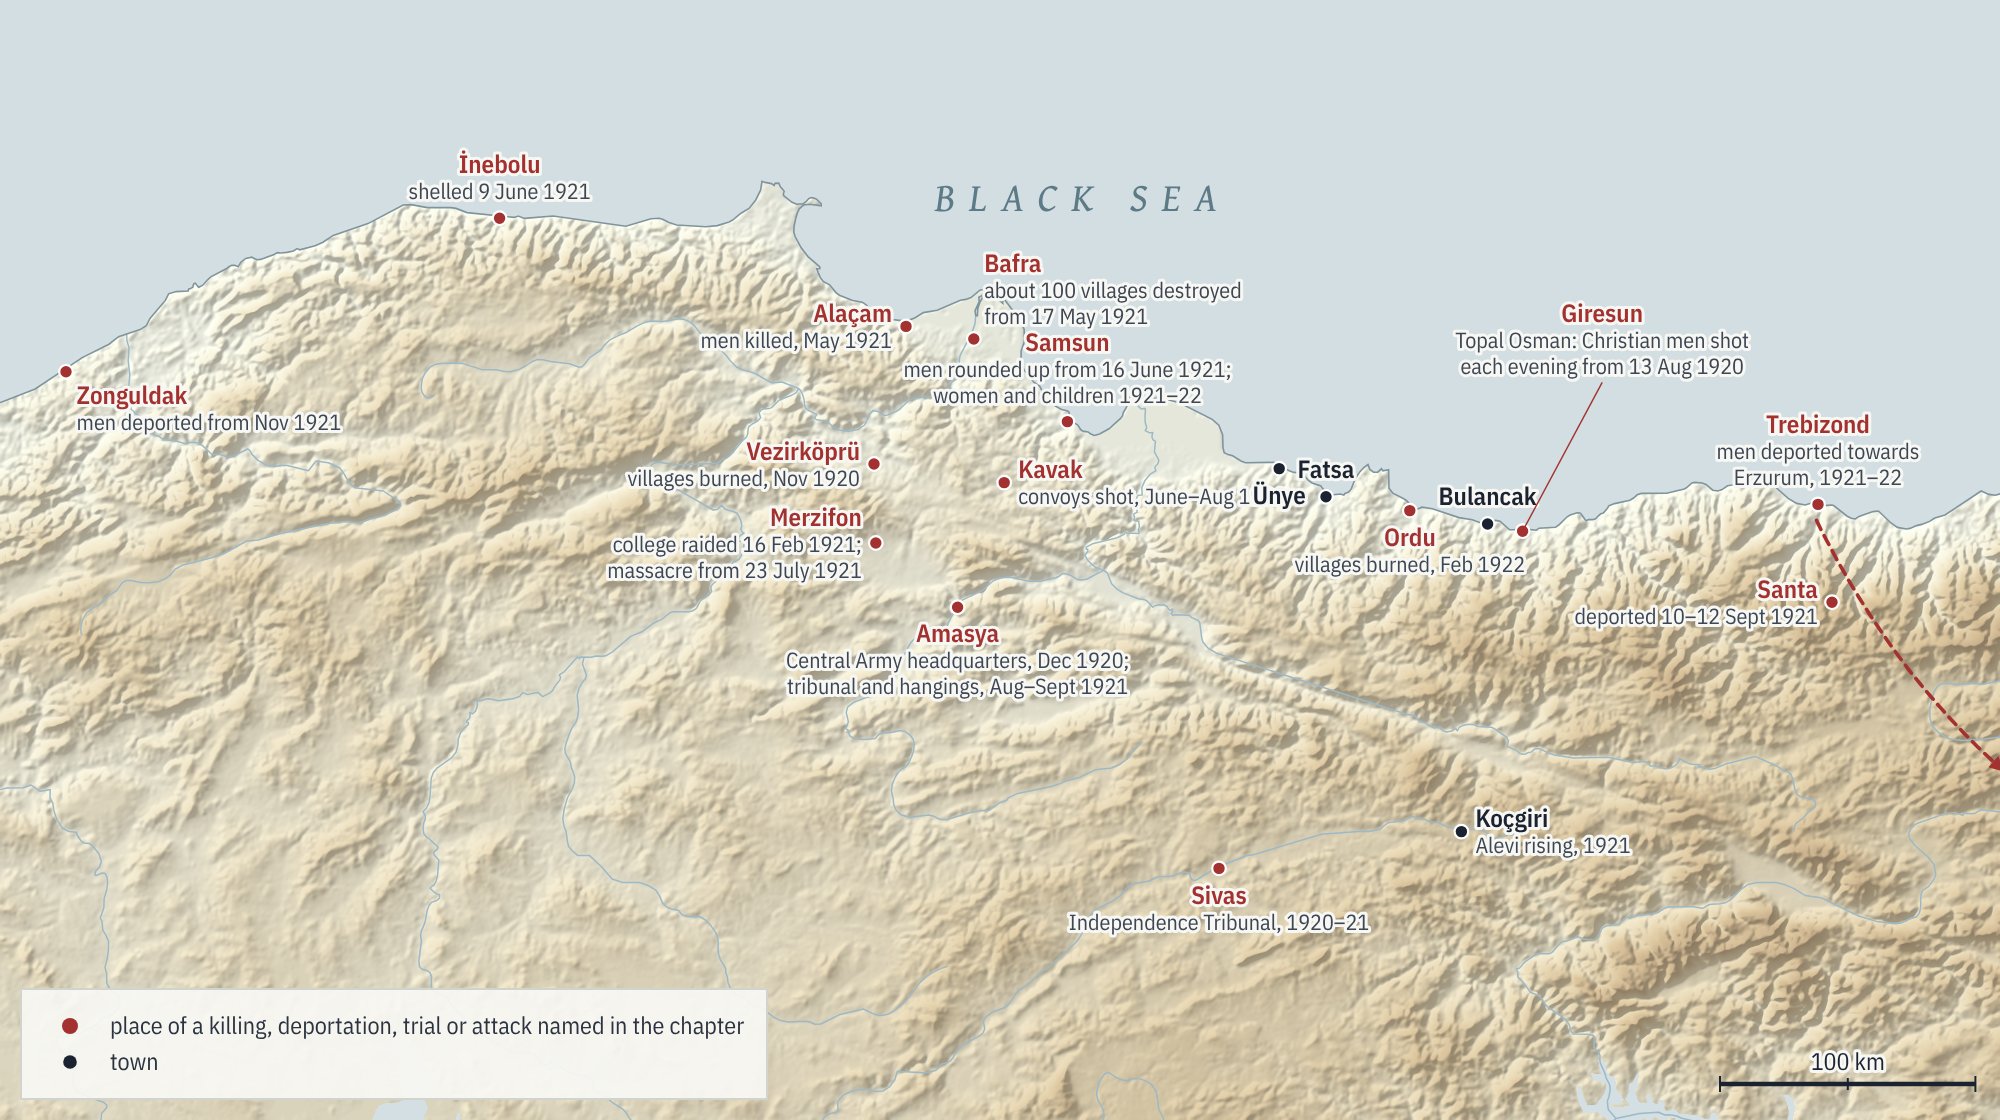 İnebolu
shelled 9 June 1921
BLACK SEA
Bafra
about 100 villages destroyed
from 17 May 1921
Alaçam
men killed, May 1921
Samsun
men rounded up from 16 June 1921;
women and children 1921–22
Giresun
Topal Osman: Christian men shot
each evening from 13 Aug 1920
Zonguldak
men deported from Nov 1921
Trebizond
men deported towards
Erzurum, 1921–22
Vezirköprü
villages burned, Nov 1920
Kavak
convoys shot, June–Aug 1
Fatsa
Ünye
Bulancak
Merzifon
college raided 16 Feb 1921;
massacre from 23 July 1921
Ordu
villages burned, Feb 1922
Santa
deported 10–12 Sept 1921
Amasya
Central Army headquarters, Dec 1920;
tribunal and hangings, Aug–Sept 1921
Koçgiri
Alevi rising, 1921
Sivas
Independence Tribunal, 1920–21
place of a killing, deportation, trial or attack named in the chapter
town
100 km